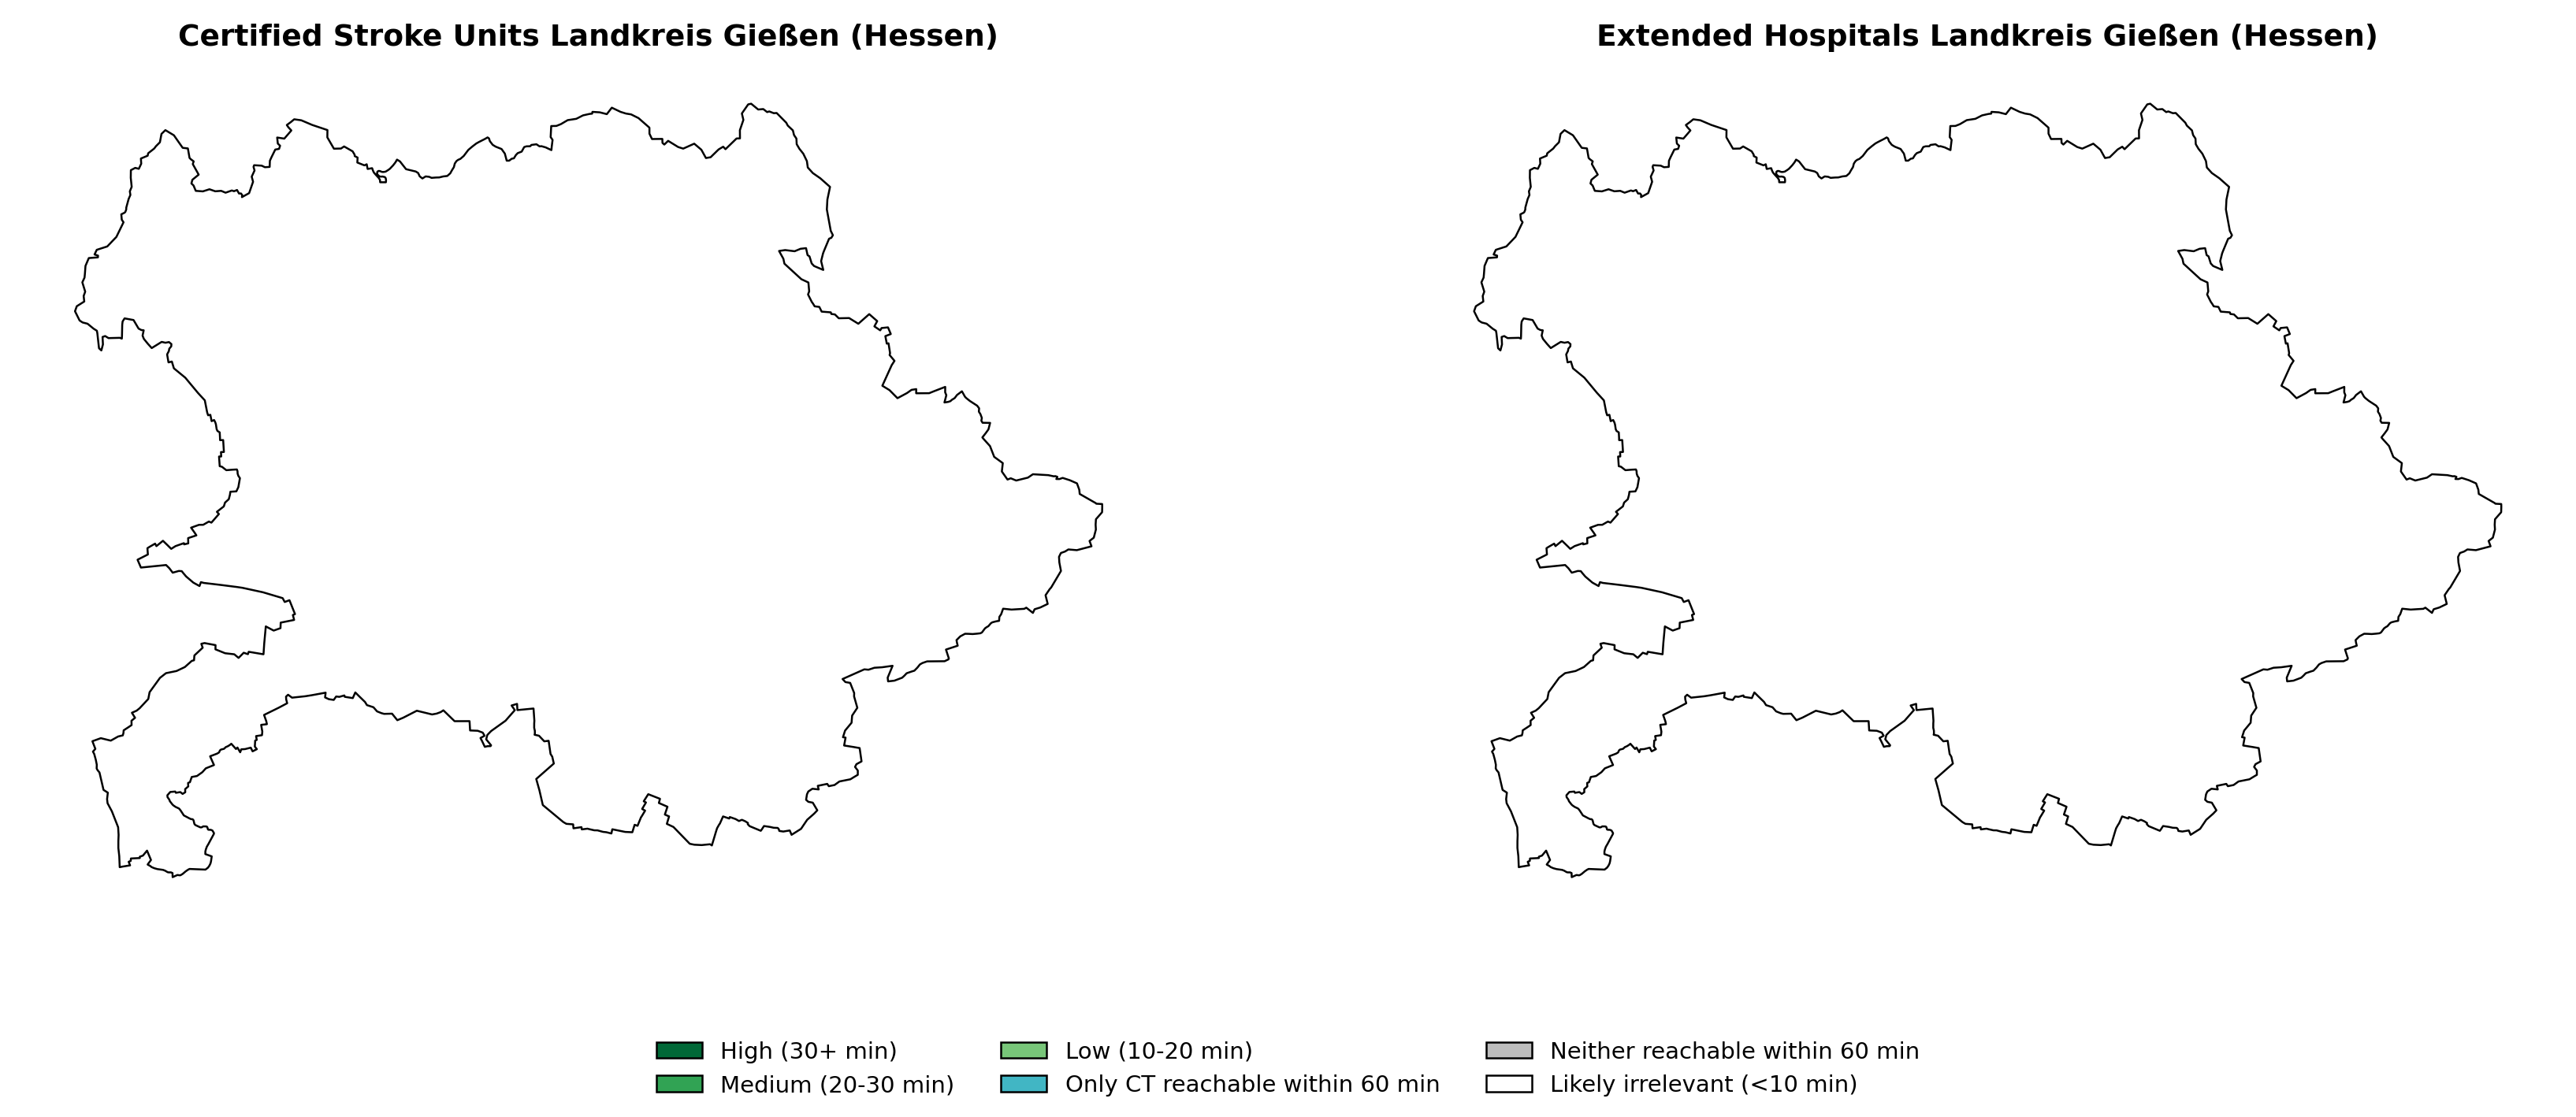 Certified Stroke Units Landkreis Gießen (Hessen)
Extended Hospitals Landkreis Gießen (Hessen)
High (30+ min)
Medium (20-30 min)
Low (10-20 min)
Only CT reachable within 60 min
Neither reachable within 60 min
Likely irrelevant (<10 min)